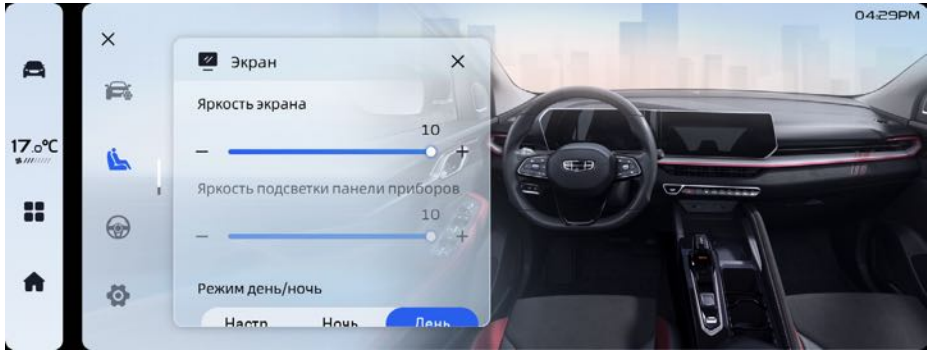 04:29PM
Экран
Яркость экрана
10
17.0°C
Яркость подсветки панели приборов
10
Режим день/ночь
Настр Ночь День